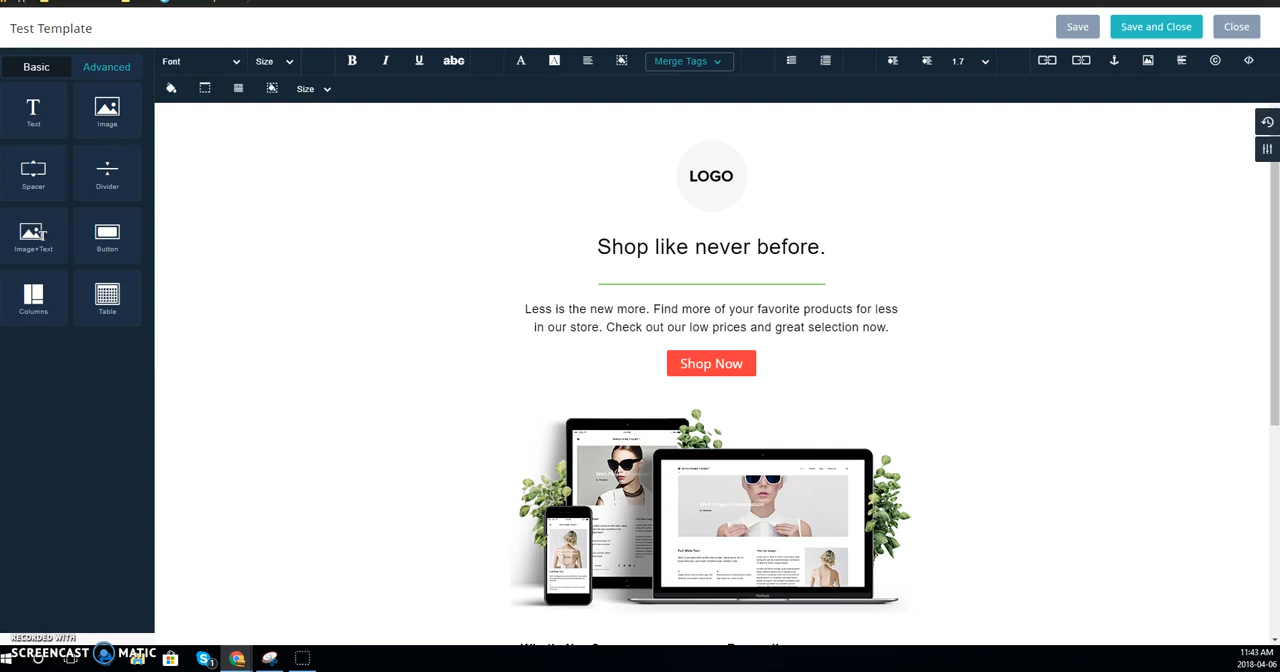 Test Template
Save
Save and Close
Close
Basic
Advanced
Font
Size
B
I
U
abc
A
A
Merge Tags
1.7
Size
Text
Image
Spacer
Divider
Image+Text
Button
Columns
Table
LOGO
Shop like never before.
Less is the new more. Find more of your favorite products for less
in our store. Check out our low prices and great selection now.
Shop Now
RECORDED WITH
SCREENCAST MATIC
11:43 AM
2018-04-06